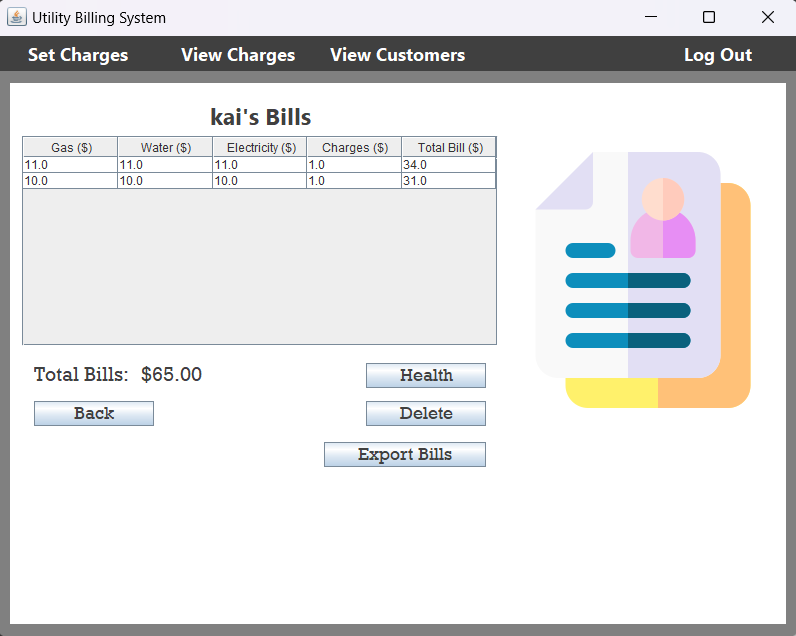 Utility Billing System
Set Charges View Charges View Customers Log Out
kai's Bills
Gas ($) Water ($) Electricity ($) Charges ($) Total Bill ($)
11.0 11.0 11.0 1.0 34.0
10.0 10.0 10.0 1.0 31.0
Total Bills: $65.00
Health
Back
Delete
Export Bills